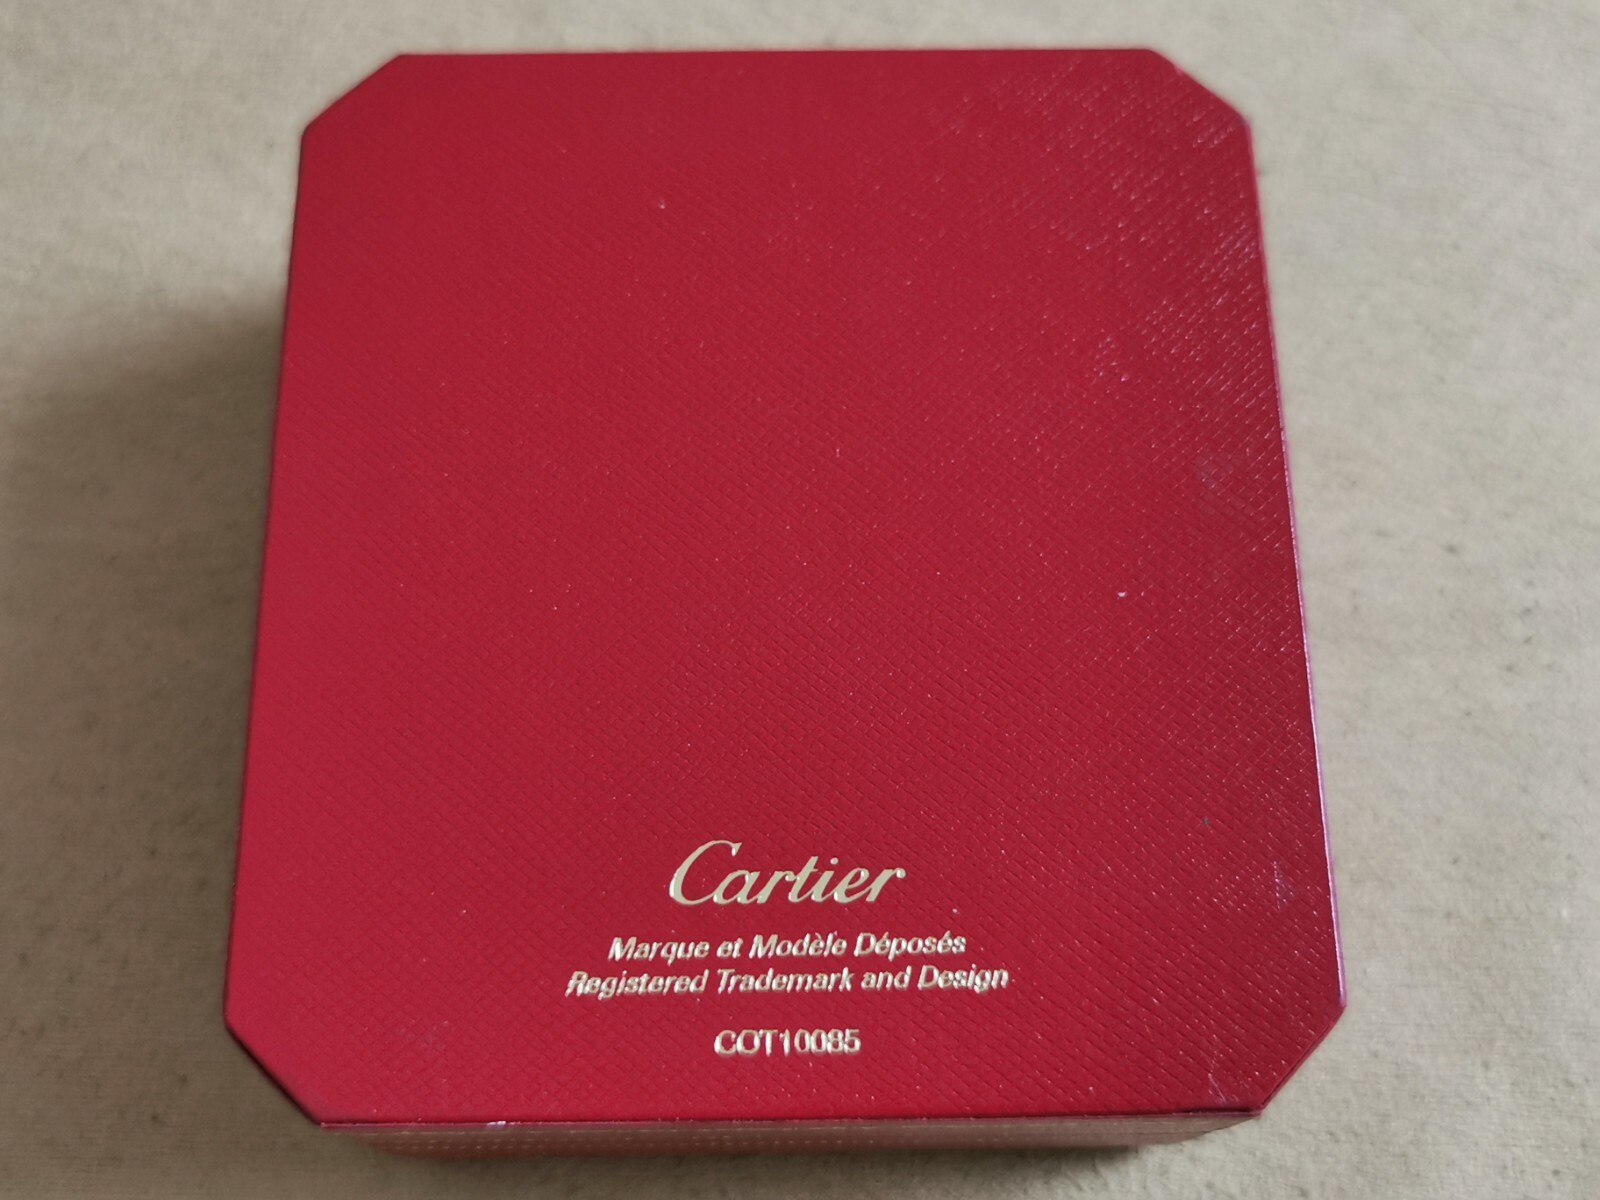 Cartier
Marque et Modèle Déposés
Registered Trademark and Design
COT10085